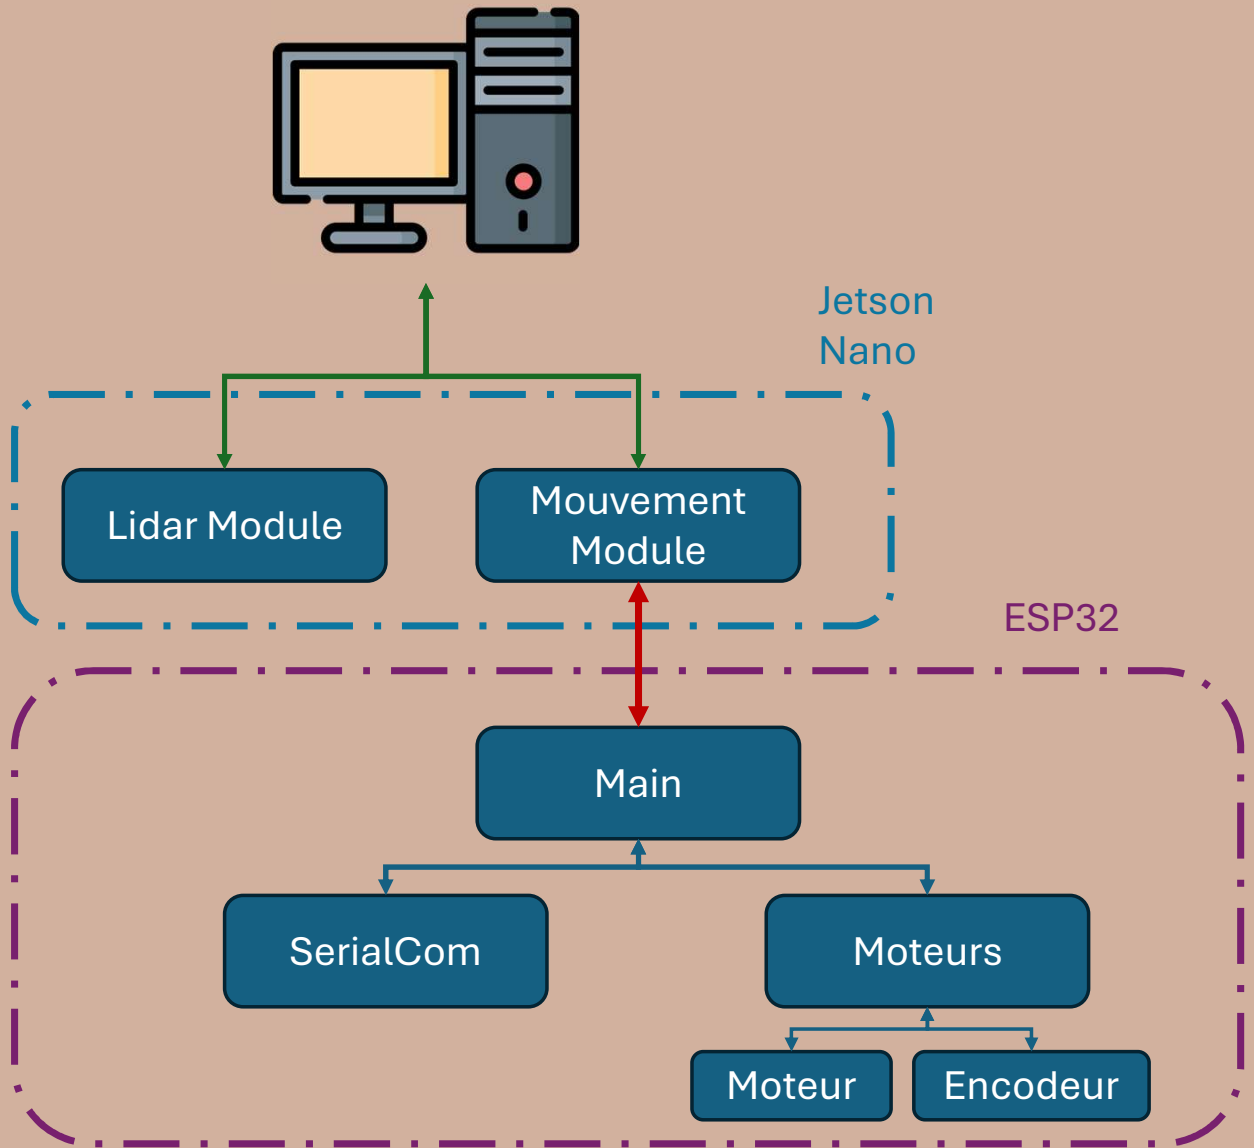 Jetson
Nano
Lidar Module
Mouvement
Module
ESP32
Main
SerialCom
Moteurs
Moteur
Encodeur